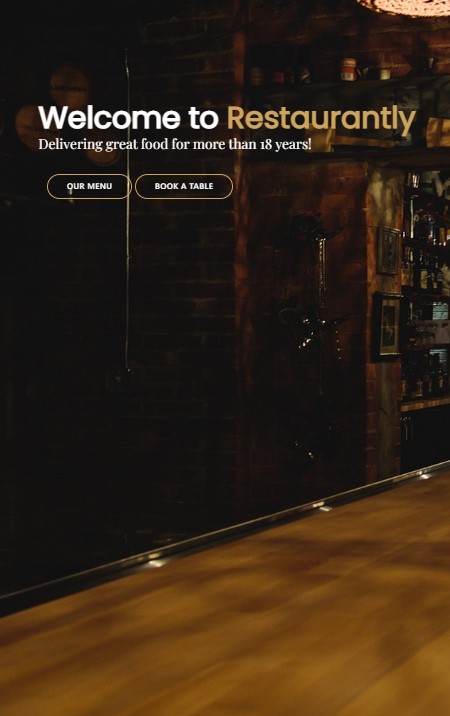 Welcome to Restaurantly
Delivering great food for more than 18 years!
OUR MENU BOOK A TABLE